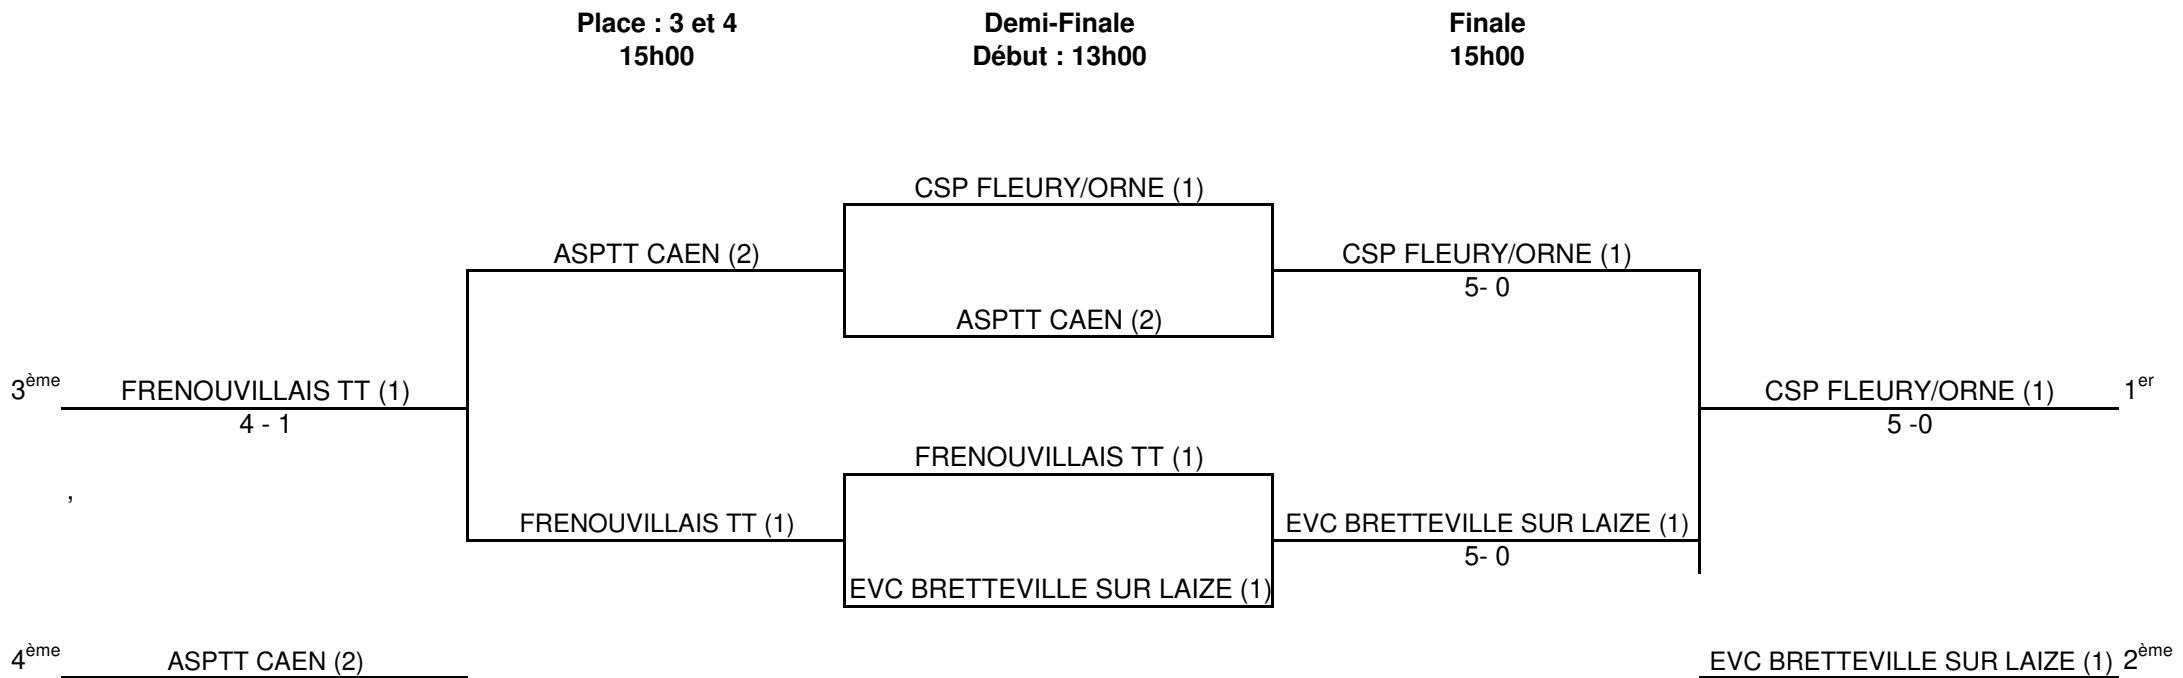 Place : 3 et 4 Demi-Finale Finale
15h00 Début : 13h00 15h00
CSP FLEURY/ORNE (1)
ASPTT CAEN (2) CSP FLEURY/ORNE (1)
5- 0
ASPTT CAEN (2)
3ème FRENOUVILLAIS TT (1) CSP FLEURY/ORNE (1) 1er
4 - 1 5 -0
FRENOUVILLAIS TT (1)
,
FRENOUVILLAIS TT (1) EVC BRETTEVILLE SUR LAIZE (1)
5- 0
EVC BRETTEVILLE SUR LAIZE (1)
4ème ASPTT CAEN (2) EVC BRETTEVILLE SUR LAIZE (1) 2ème